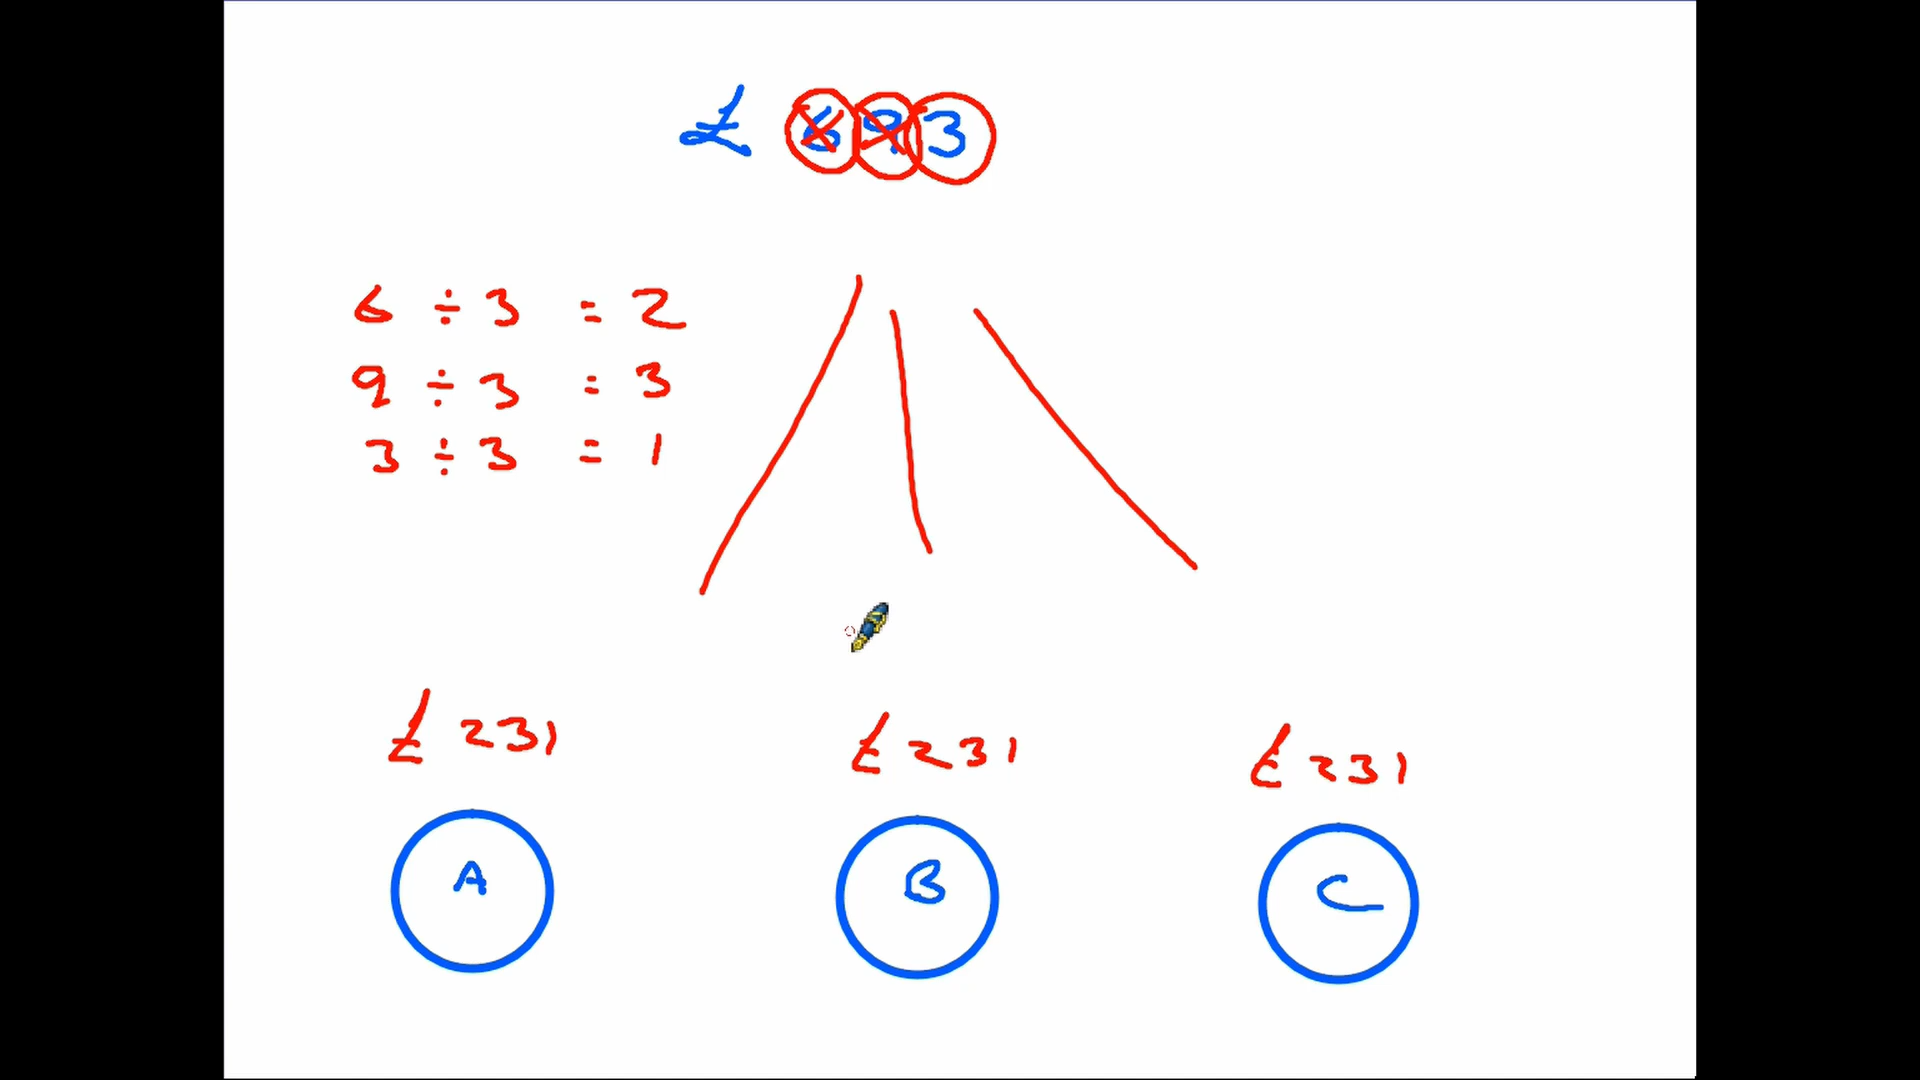 £ 693
6 ÷ 3 = 2
9 ÷ 3 = 3
3 ÷ 3 = 1
£ 231 £ 231 £ 231
A B C